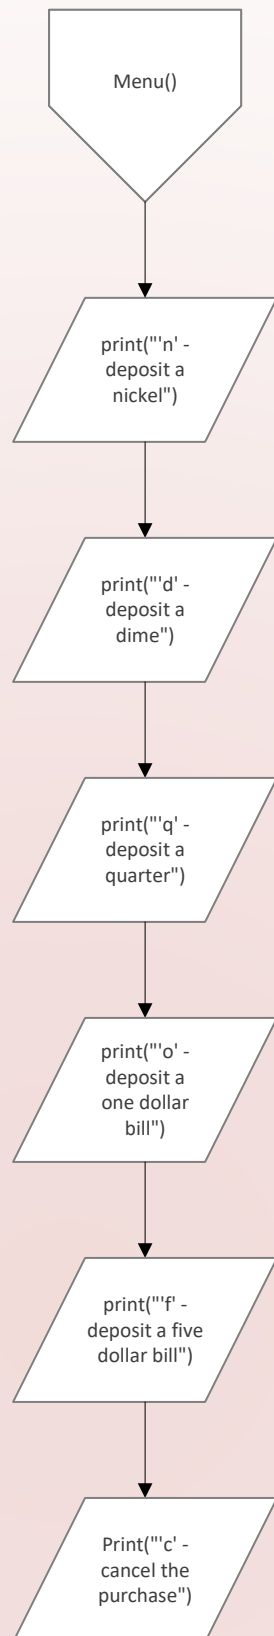 Menu()
print("'n' -
deposit a
nickel")
print("'d' -
deposit a
dime")
print("'q' -
deposit a
quarter")
print("'o' -
deposit a
one dollar
bill")
print("'f' -
deposit a five
dollar bill")
Print("'c' -
cancel the
purchase")